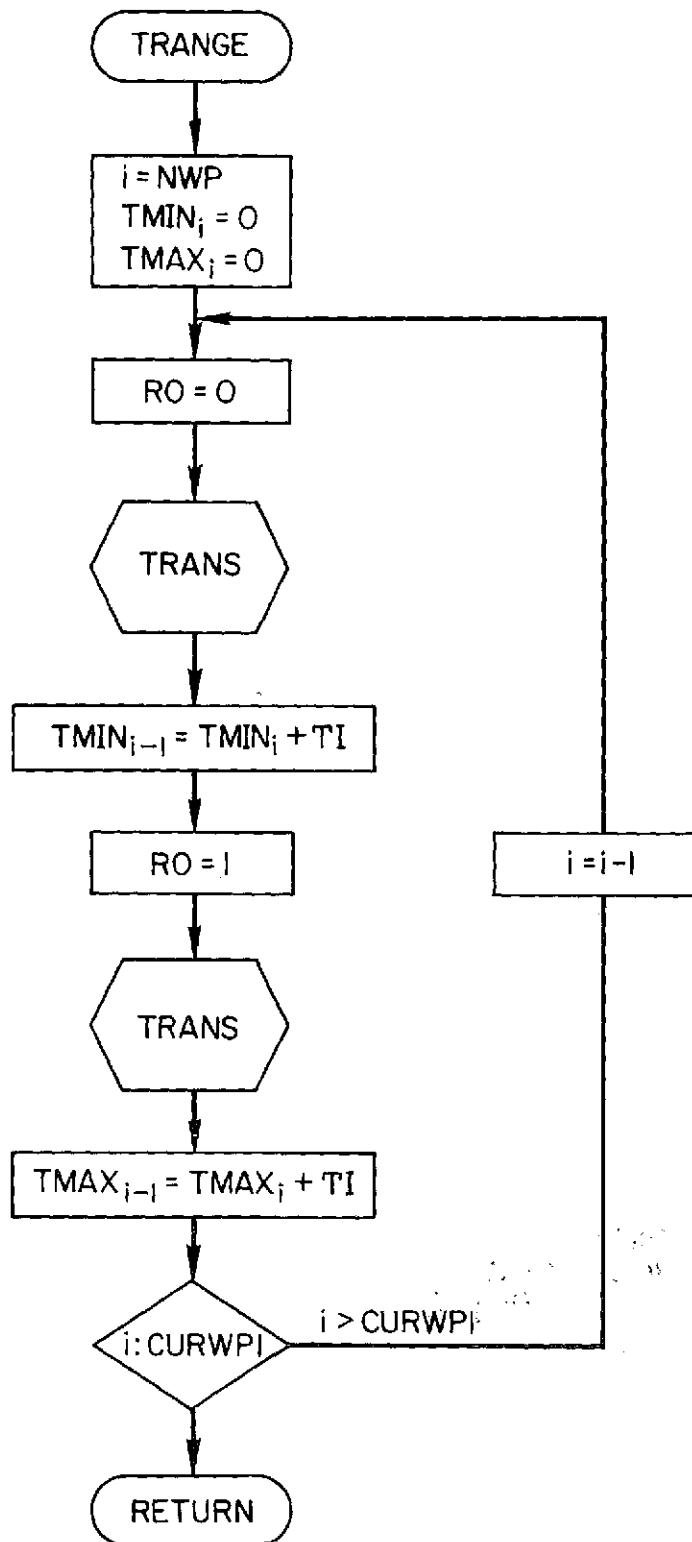 TRANGE
i = NWP
TMINᵢ = 0
TMAXᵢ = 0
RO = 0
TRANS
TMINᵢ₋₁ = TMINᵢ + TI
RO = 1
i = i-1
TRANS
TMAXᵢ₋₁ = TMAXᵢ + TI
i > CURWPI
i: CURWPI
RETURN